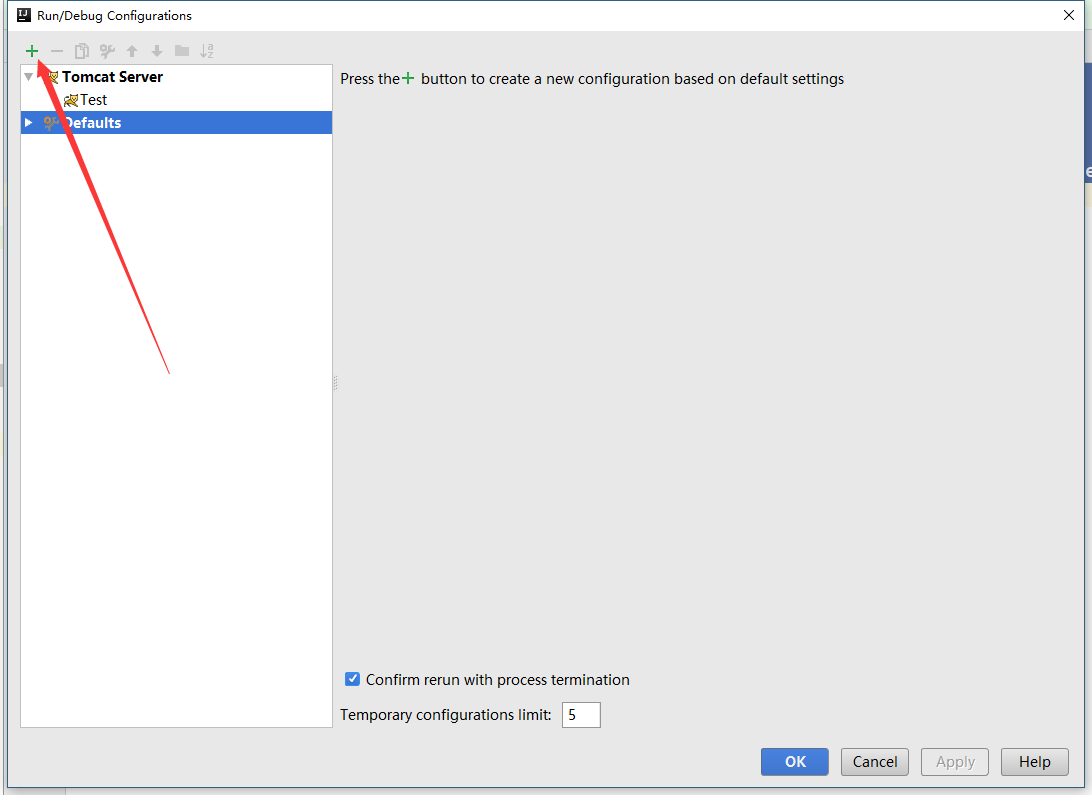 Run/Debug Configurations
Tomcat Server
Press the + button to create a new configuration based on default settings
Test
Defaults
Confirm rerun with process termination
Temporary configurations limit: 5
OK Cancel Apply Help